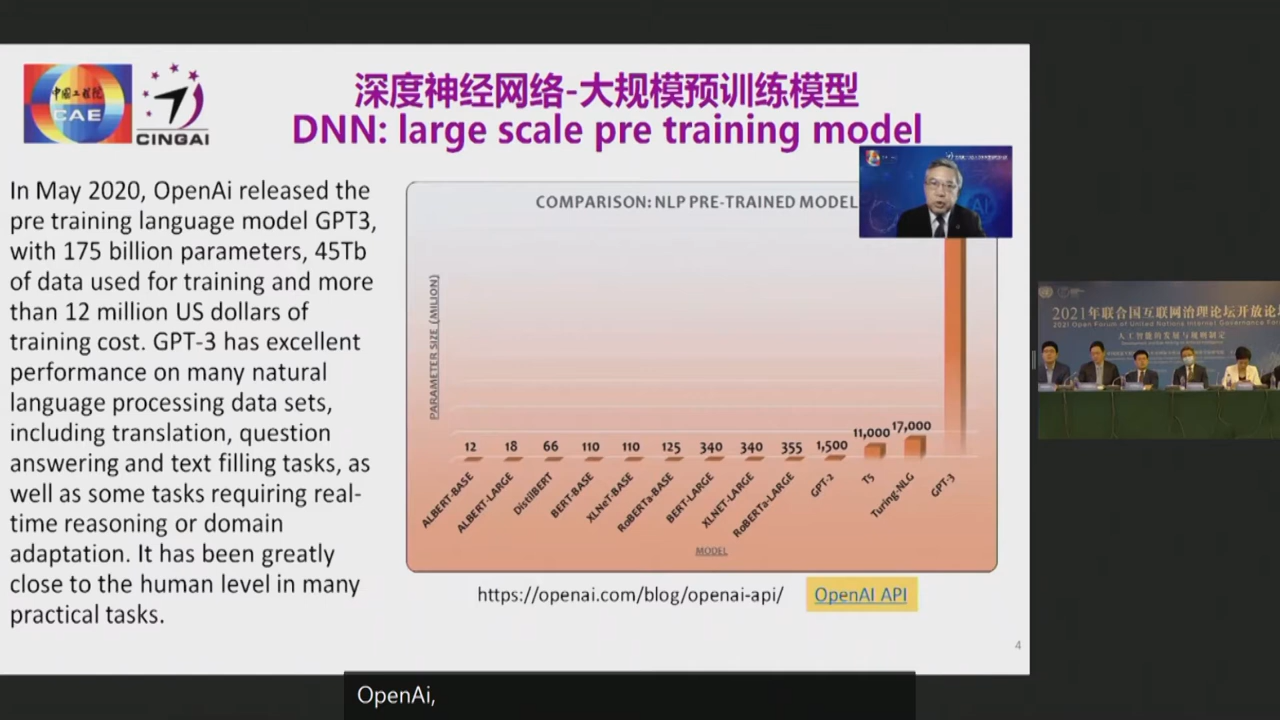 中国工程院
CAE
CINGAI
深度神经网络-大规模预训练模型
DNN: large scale pre training model
In May 2020, OpenAi released the
pre training language model GPT3,
with 175 billion parameters, 45Tb
of data used for training and more
than 12 million US dollars of
training cost. GPT-3 has excellent
performance on many natural
language processing data sets,
including translation, question
answering and text filling tasks, as
well as some tasks requiring real-
time reasoning or domain
adaptation. It has been greatly
close to the human level in many
practical tasks.
COMPARISON: NLP PRE-TRAINED MODEL
PARAMETER SIZE (MILION)
12
18
66
110
110
125
340
340
355
1,500
11,000
17,000
ALBERT-BASE
ALBERT-LARGE
DistilBERT
BERT-BASE
XLNeT-BASE
RoBERTa-BASE
BERT-LARGE
XLNET-LARGE
RoBERTa-LARGE
GPT-2
T5
Turing-NLG
GPT-3
MODEL
https://openai.com/blog/openai-api/
OpenAI API
4
AI
2021年联合国互联网治理论坛开放论坛
2021 Open Forum of United Nations Internet Governance
人工智能的发展与规则制定
OpenAi,